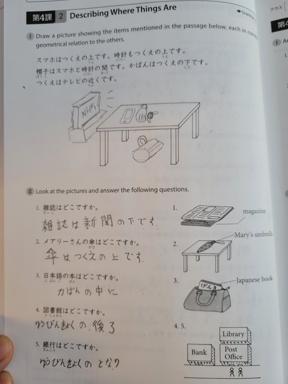 第4課 2 Describing Where Things Are
Ⅰ Draw a picture showing the items mentioned in the passage below, each in correct
geometrical relation to the others.
スマホはつくえの上です。時計もつくえの上です。
帽子はスマホと時計の間です。かばんはつくえの下です。
つくえはテレビの近くです。
Ⅱ Look at the pictures and answer the following questions.
1. 雑誌はどこですか。
雑誌は新聞の下です
2. メアリーさんの傘はどこですか。
傘はつくえの上です
3. 日本語の本はどこですか。
かばんの中に
4. 図書館はどこですか。
ゆうびんきょくの後ろ
5. 銀行はどこですか。
ゆうびんきょくのとなり
1.
magazine
2.
Mary's umbrella
3.
Japanese book
4. 5.
Library
Bank
Post
Office